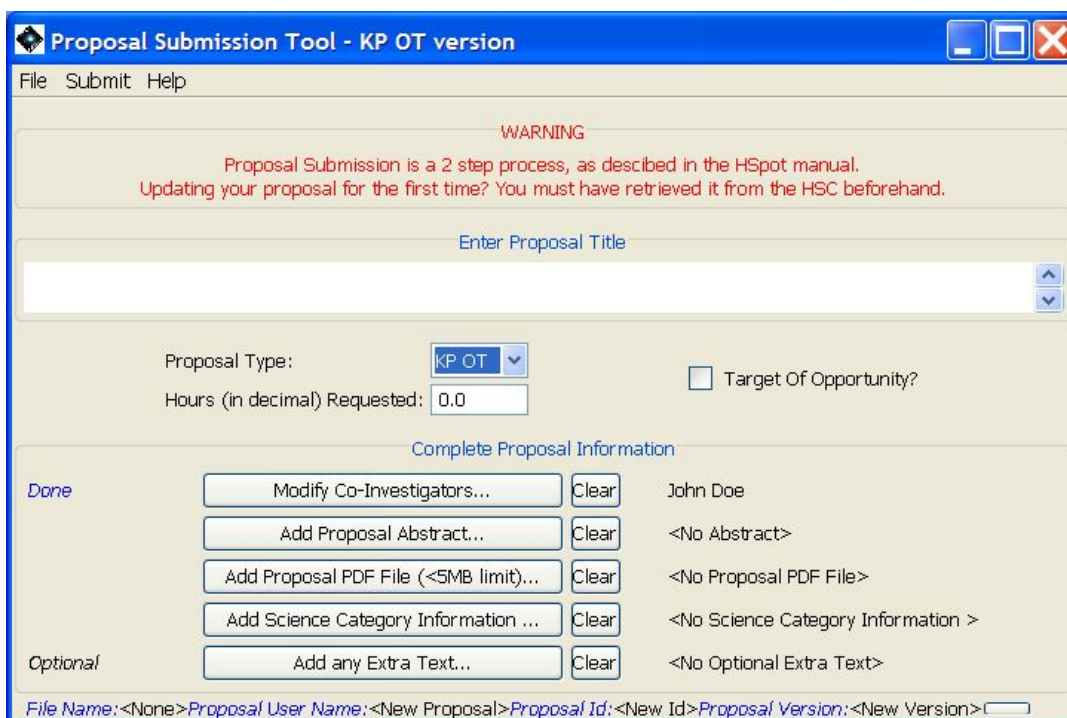 Proposal Submission Tool - KP OT version
File Submit Help
WARNING
Proposal Submission is a 2 step process, as descibed in the HSpot manual.
Updating your proposal for the first time? You must have retrieved it from the HSC beforehand.
Enter Proposal Title
Proposal Type: KP OT
Target Of Opportunity?
Hours (in decimal) Requested: 0.0
Complete Proposal Information
Done Modify Co-Investigators... Clear John Doe
Add Proposal Abstract... Clear <No Abstract>
Add Proposal PDF File (<5MB limit)... Clear <No Proposal PDF File>
Add Science Category Information ... Clear <No Science Category Information >
Optional Add any Extra Text... Clear <No Optional Extra Text>
File Name:<None>Proposal User Name:<New Proposal>Proposal Id:<New Id>Proposal Version:<New Version>